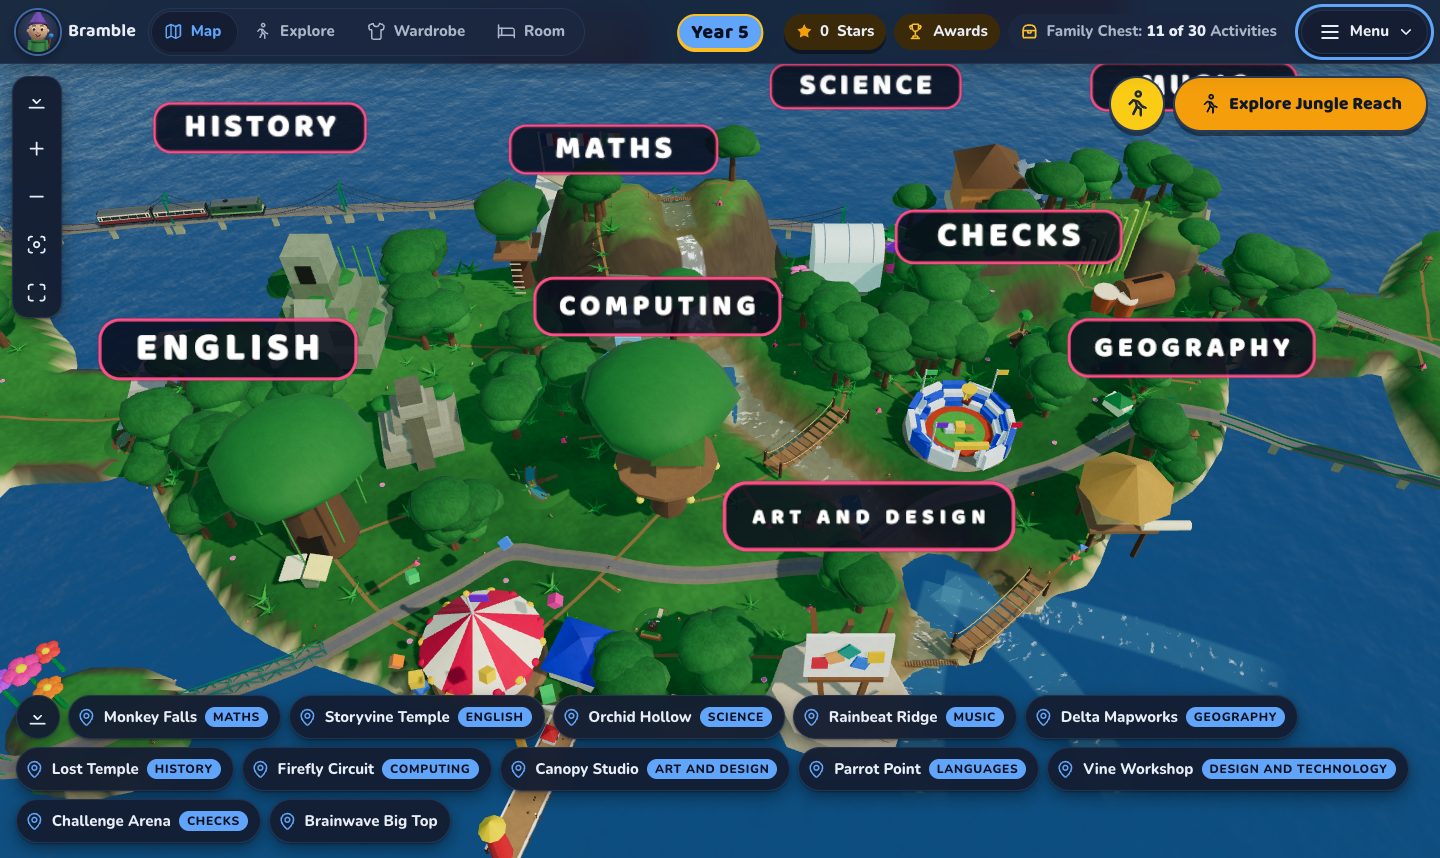 Bramble
Map
Explore
Wardrobe
Room
Year 5
0 Stars
Awards
Family Chest: 11 of 30 Activities
Menu
SCIENCE
MUSIC
Explore Jungle Reach
HISTORY
MATHS
CHECKS
COMPUTING
ENGLISH
GEOGRAPHY
ART AND DESIGN
Monkey Falls MATHS
Storyvine Temple ENGLISH
Orchid Hollow SCIENCE
Rainbeat Ridge MUSIC
Delta Mapworks GEOGRAPHY
Lost Temple HISTORY
Firefly Circuit COMPUTING
Canopy Studio ART AND DESIGN
Parrot Point LANGUAGES
Vine Workshop DESIGN AND TECHNOLOGY
Challenge Arena CHECKS
Brainwave Big Top